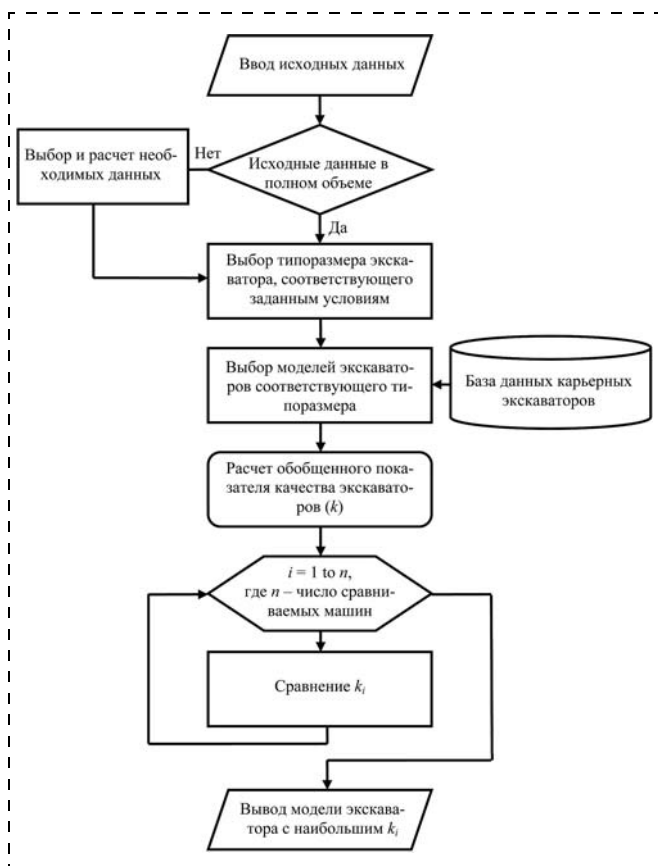 Ввод исходных данных
Выбор и расчет необ-
ходимых данных
Нет
Исходные данные в
полном объеме
Да
Выбор типоразмера экска-
ватора, соответствующего
заданным условиям
Выбор моделей экскавато-
ров соответствующего ти-
поразмера
База данных карьерных
экскаваторов
Расчет обобщенного пока-
зателя качества экскавато-
ров (k)
i = 1 to n,
где n – число сравни-
ваемых машин
Сравнение kᵢ
Вывод модели экскава-
тора с наибольшим kᵢ